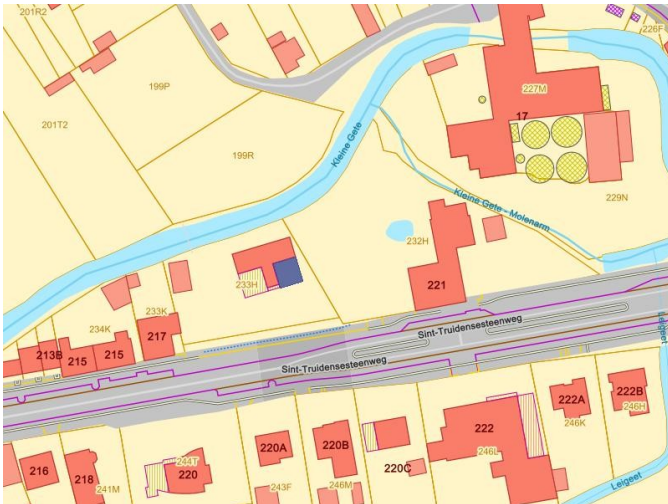 201R2
226F
199P
227M
17
201T2
199R
Kleine Gete
Kleine Gete - Molenarm
229N
232H
233H
221
233K
234K
217
213B
215
215
Sint-Truidensesteenweg
Sint-Truidensesteenweg
Leigeet
222A
222B
246K
246H
216
218
241M
244T
220
220A
243F
220B
246M
220C
222
246L
Leigeet